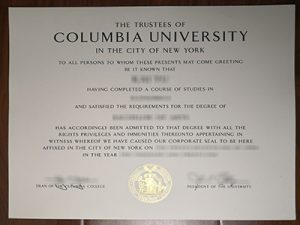 THE TRUSTEES OF
COLUMBIA UNIVERSITY
IN THE CITY OF NEW YORK
TO ALL PERSONS TO WHOM THESE PRESENTS MAY COME GREETING
BE IT KNOWN THAT
HAVING COMPLETED A COURSE OF STUDIES IN
AND SATISFIED THE REQUIREMENTS FOR THE DEGREE OF
HAS ACCORDINGLY BEEN ADMITTED TO THAT DEGREE WITH ALL THE
RIGHTS PRIVILEGES AND IMMUNITIES THEREUNTO APPERTAINING IN
WITNESS WHEREOF WE HAVE CAUSED OUR CORPORATE SEAL TO BE HERE
AFFIXED IN THE CITY OF NEW YORK ON
IN THE YEAR
DEAN OF COLLEGE
PRESIDENT OF THE UNIVERSITY